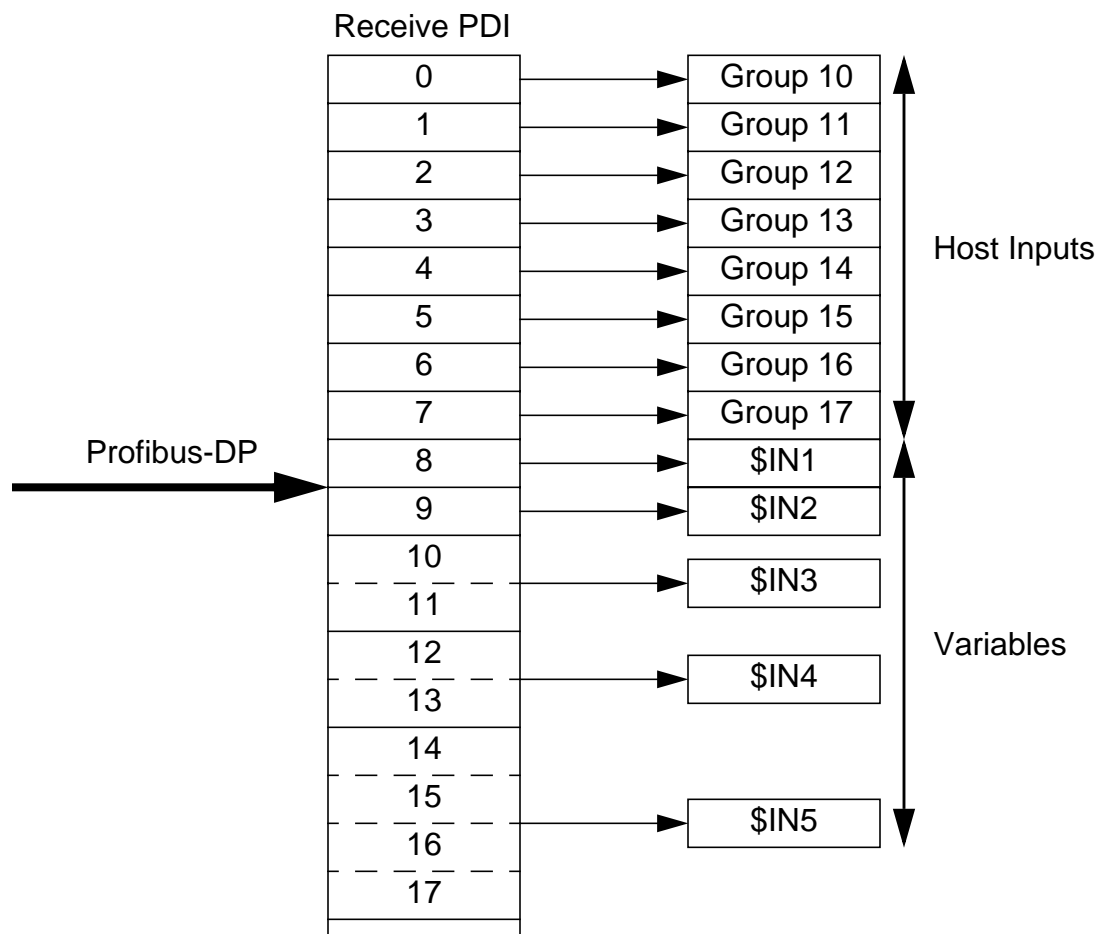 Receive PDI
0 Group 10
1 Group 11
2 Group 12
3 Group 13
4 Group 14
Host Inputs
5 Group 15
6 Group 16
7 Group 17
Profibus-DP
8 $IN1
9 $IN2
10
$IN3
11
12
Variables
$IN4
13
14
15
$IN5
16
17